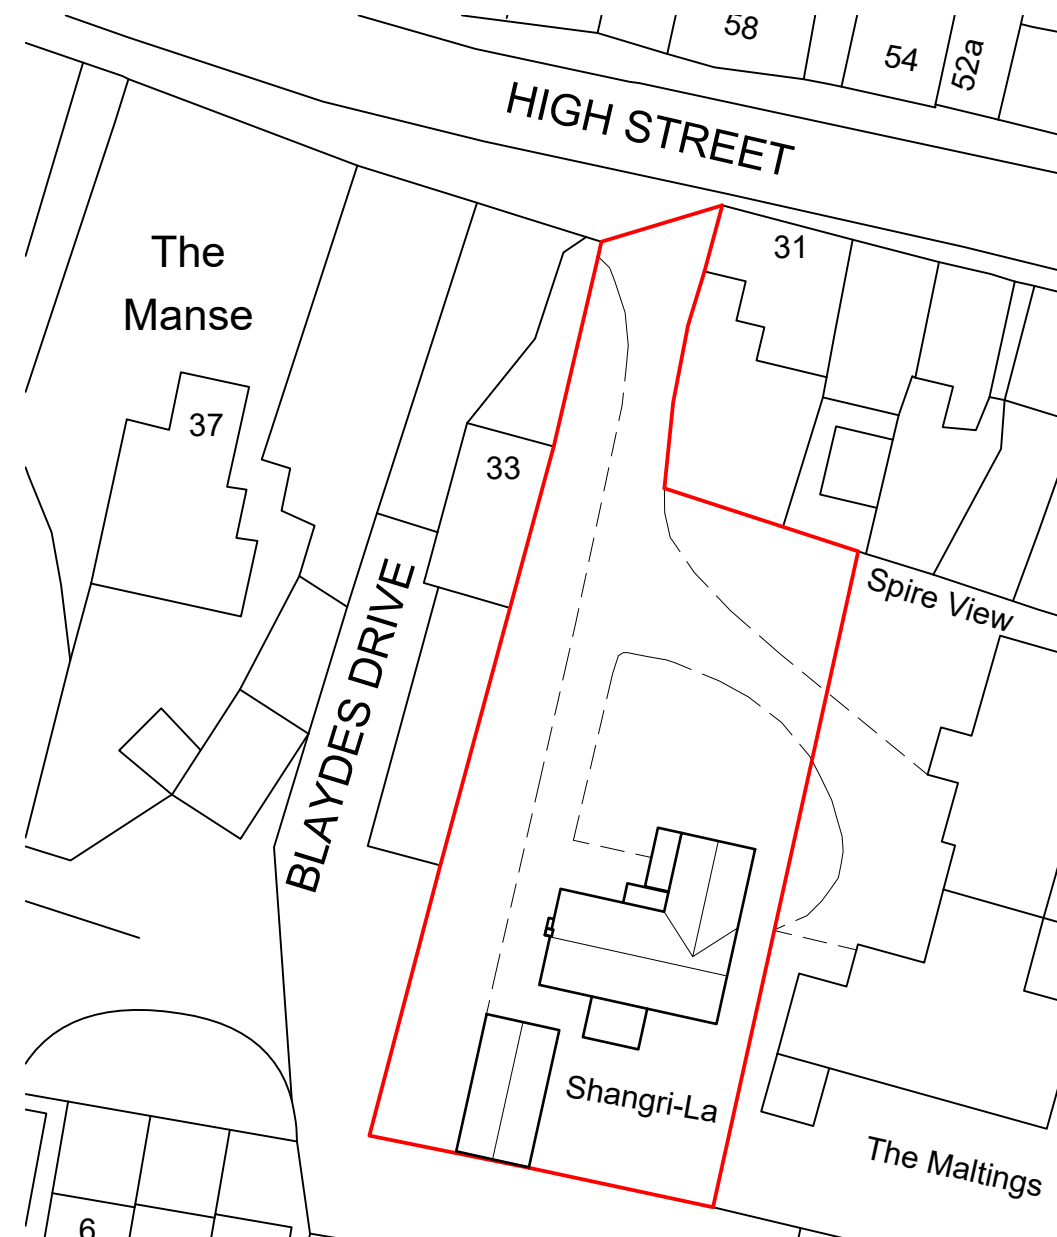 58
54
52a
HIGH STREET
31
The
Manse
37
33
BLAYDES DRIVE
Spire View
Shangri-La
The Maltings
6